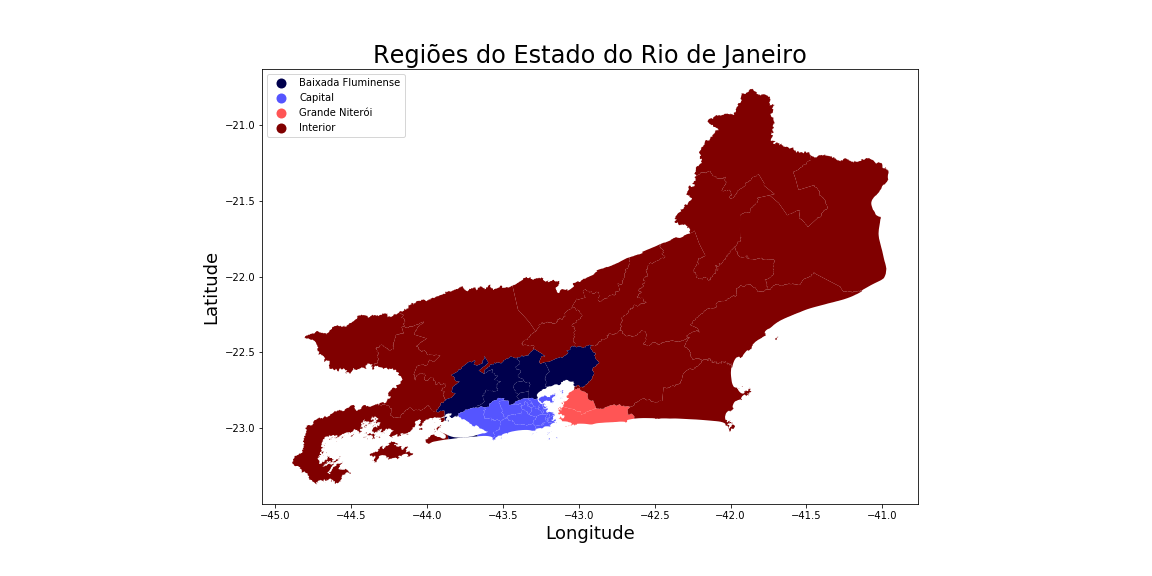 Regiões do Estado do Rio de Janeiro
Baixada Fluminense
Capital
Grande Niterói
Interior
Latitude
−21.0
−21.5
−22.0
−22.5
−23.0
−45.0 −44.5 −44.0 −43.5 −43.0 −42.5 −42.0 −41.5 −41.0
Longitude